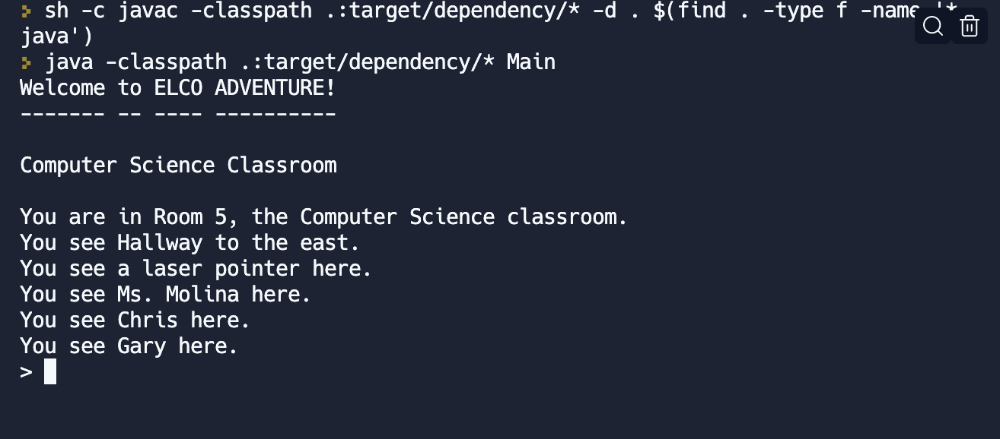 sh -c javac -classpath .:target/dependency/* -d . $(find . -type f -name '*
java')
java -classpath .:target/dependency/* Main
Welcome to ELCO ADVENTURE!
------- -- ---- ----------
Computer Science Classroom
You are in Room 5, the Computer Science classroom.
You see Hallway to the east.
You see a laser pointer here.
You see Ms. Molina here.
You see Chris here.
You see Gary here.
>